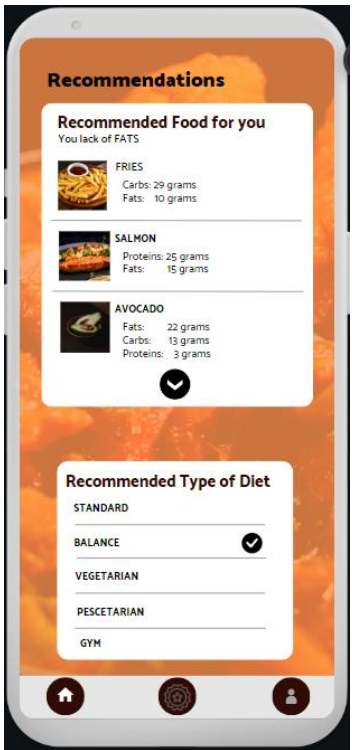 Recommendations
Recommended Food for you
You lack of FATS
FRIES
Carbs: 29 grams
Fats: 10 grams
SALMON
Proteins: 25 grams
Fats: 15 grams
AVOCADO
Fats: 22 grams
Carbs: 13 grams
Proteins: 3 grams
Recommended Type of Diet
STANDARD
BALANCE
VEGETARIAN
PESCETARIAN
GYM